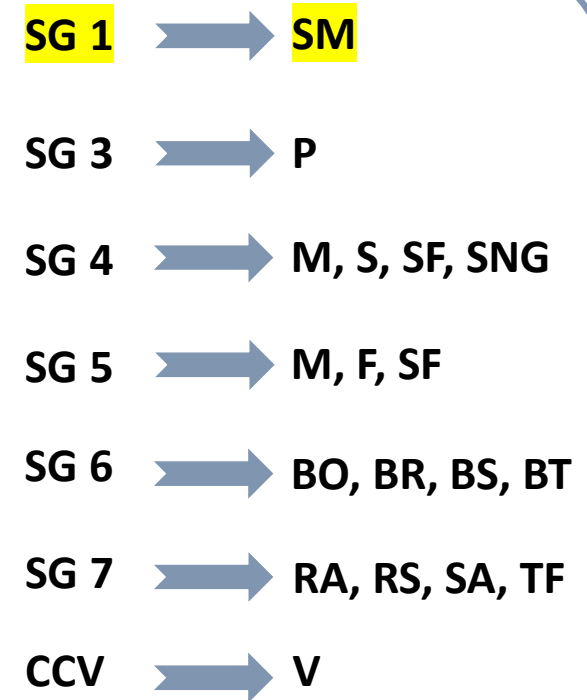 SG 1 SM
SG 3 P
SG 4 M, S, SF, SNG
SG 5 M, F, SF
SG 6 BO, BR, BS, BT
SG 7 RA, RS, SA, TF
CCV V